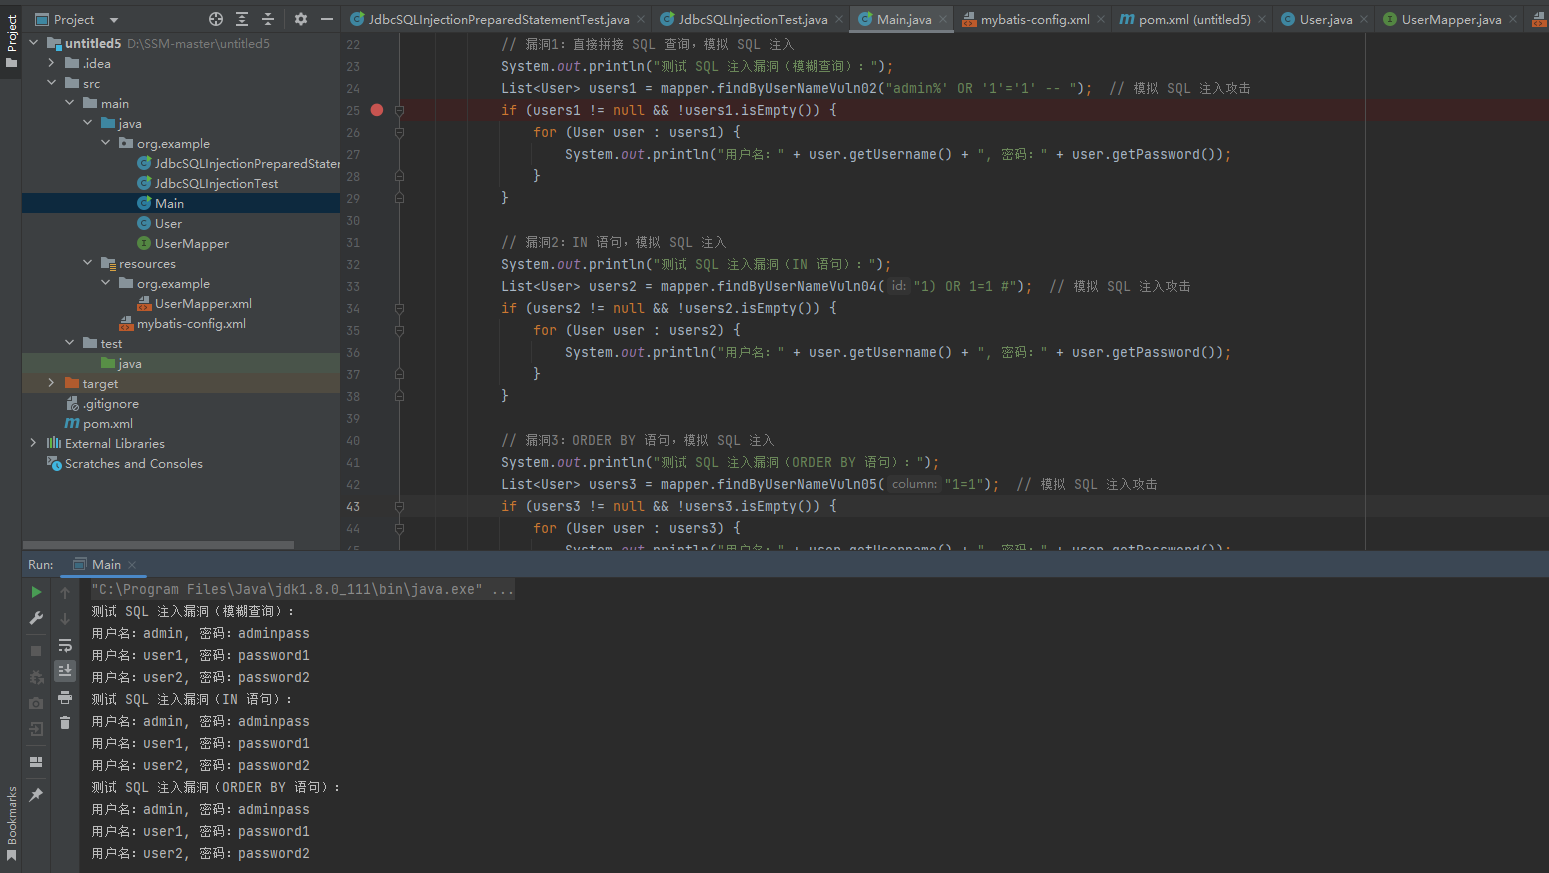 Project
JdbcSQLInjectionPreparedStatementTest.java
JdbcSQLInjectionTest.java
Main.java
mybatis-config.xml
pom.xml (untitled5)
User.java
UserMapper.java
Project
untitled5 D:\SSM-master\untitled5
.idea
src
main
java
org.example
JdbcSQLInjectionPreparedStater
JdbcSQLInjectionTest
Main
User
UserMapper
resources
org.example
UserMapper.xml
mybatis-config.xml
test
java
target
.gitignore
pom.xml
External Libraries
Scratches and Consoles
22 // 漏洞1：直接拼接 SQL 查询，模拟 SQL 注入
23 System.out.println("测试 SQL 注入漏洞（模糊查询）：");
24 List<User> users1 = mapper.findByUserNameVuln02("admin%' OR '1'='1' -- "); // 模拟 SQL 注入攻击
25 if (users1 != null && !users1.isEmpty()) {
26 for (User user : users1) {
27 System.out.println("用户名：" + user.getUsername() + ", 密码：" + user.getPassword());
28 }
29 }
30
31 // 漏洞2：IN 语句，模拟 SQL 注入
32 System.out.println("测试 SQL 注入漏洞（IN 语句）：");
33 List<User> users2 = mapper.findByUserNameVuln04( id: "1) OR 1=1 #"); // 模拟 SQL 注入攻击
34 if (users2 != null && !users2.isEmpty()) {
35 for (User user : users2) {
36 System.out.println("用户名：" + user.getUsername() + ", 密码：" + user.getPassword());
37 }
38 }
39
40 // 漏洞3：ORDER BY 语句，模拟 SQL 注入
41 System.out.println("测试 SQL 注入漏洞（ORDER BY 语句）：");
42 List<User> users3 = mapper.findByUserNameVuln05( column: "1=1"); // 模拟 SQL 注入攻击
43 if (users3 != null && !users3.isEmpty()) {
44 for (User user : users3) {
45 System.out.println("用户名：" + user.getUsername() + ", 密码：" + user.getPassword());
Run: Main
"C:\Program Files\Java\jdk1.8.0_111\bin\java.exe" ...
测试 SQL 注入漏洞（模糊查询）：
用户名：admin, 密码：adminpass
用户名：user1, 密码：password1
用户名：user2, 密码：password2
测试 SQL 注入漏洞（IN 语句）：
用户名：admin, 密码：adminpass
用户名：user1, 密码：password1
用户名：user2, 密码：password2
测试 SQL 注入漏洞（ORDER BY 语句）：
用户名：admin, 密码：adminpass
用户名：user1, 密码：password1
用户名：user2, 密码：password2
Bookmarks